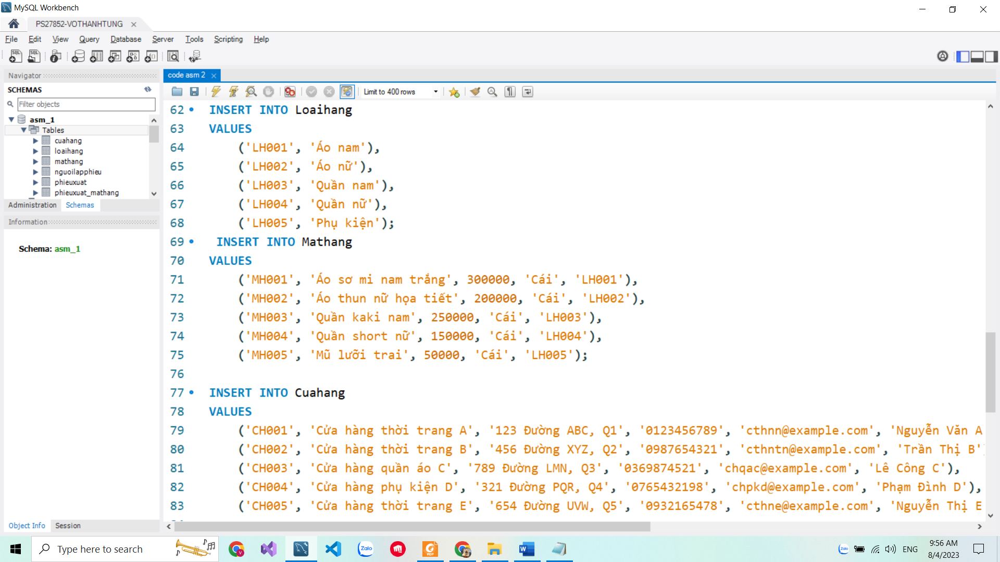 MySQL Workbench
PS27852-VOTHANHTUNG
File Edit View Query Database Server Tools Scripting Help
Navigator
SCHEMAS
Filter objects
asm_1
Tables
cuahang
loaihang
mathang
nguoilapphieu
phieuxuat
phieuxuat_mathang
Administration Schemas
Information
Schema: asm_1
Object Info Session
code asm 2
Limit to 400 rows
62 INSERT INTO Loaihang
63 VALUES
64 ('LH001', 'Áo nam'),
65 ('LH002', 'Áo nữ'),
66 ('LH003', 'Quần nam'),
67 ('LH004', 'Quần nữ'),
68 ('LH005', 'Phụ kiện');
69 INSERT INTO Mathang
70 VALUES
71 ('MH001', 'Áo sơ mi nam trắng', 300000, 'Cái', 'LH001'),
72 ('MH002', 'Áo thun nữ họa tiết', 200000, 'Cái', 'LH002'),
73 ('MH003', 'Quần kaki nam', 250000, 'Cái', 'LH003'),
74 ('MH004', 'Quần short nữ', 150000, 'Cái', 'LH004'),
75 ('MH005', 'Mũ lưỡi trai', 50000, 'Cái', 'LH005');
76
77 INSERT INTO Cuahang
78 VALUES
79 ('CH001', 'Cửa hàng thời trang A', '123 Đường ABC, Q1', '0123456789', 'cthnn@example.com', 'Nguyễn Văn A
80 ('CH002', 'Cửa hàng thời trang B', '456 Đường XYZ, Q2', '0987654321', 'cthntn@example.com', 'Trần Thị B'
81 ('CH003', 'Cửa hàng quần áo C', '789 Đường LMN, Q3', '0369874521', 'chqac@example.com', 'Lê Công C'),
82 ('CH004', 'Cửa hàng phụ kiện D', '321 Đường PQR, Q4', '0765432198', 'chpkd@example.com', 'Phạm Đình D'),
83 ('CH005', 'Cửa hàng thời trang E', '654 Đường UVW, Q5', '0932165478', 'cthne@example.com', 'Nguyễn Thị E
Type here to search
Zalo
PDF
ENG
9:56 AM
8/4/2023